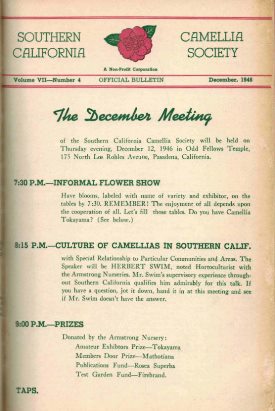 SOUTHERN CALIFORNIA
CAMELLIA SOCIETY
A Non-Profit Corporation
Volume VII—Number 4 OFFICIAL BULLETIN December, 1946
The December Meeting
of the Southern California Camellia Society will be held on
Thursday evening, December 12, 1946 in Odd Fellows Temple,
175 North Los Robles Avenue, Pasadena, California.
7:30 P.M.—INFORMAL FLOWER SHOW
Have blooms, labeled with name of variety and exhibitor, on the
tables by 7:30. REMEMBER! The enjoyment of all depends upon
the cooperation of all. Let's fill those tables. Do you have Camellia
Tokayama? (See below.)
8:15 P.M.—CULTURE OF CAMELLIAS IN SOUTHERN CALIF.
with Special Relationship to Particular Communities and Areas. The
Speaker will be HERBERT SWIM, noted Horticulturist with
the Armstrong Nurseries. Mr. Swim's supervisory experience through-
out Southern California qualifies him admirably for this talk. If
you have a question, jot it down, hand it in at this meeting and see
if Mr. Swim doesn't have the answer.
9:00 P.M.—PRIZES
Donated by the Armstrong Nursery:
Amateur Exhibitors Prize—Tokayama
Members Door Prize—Mathotiana
Publications Fund—Rosea Superba
Test Garden Fund—Firebrand.
TAPS.